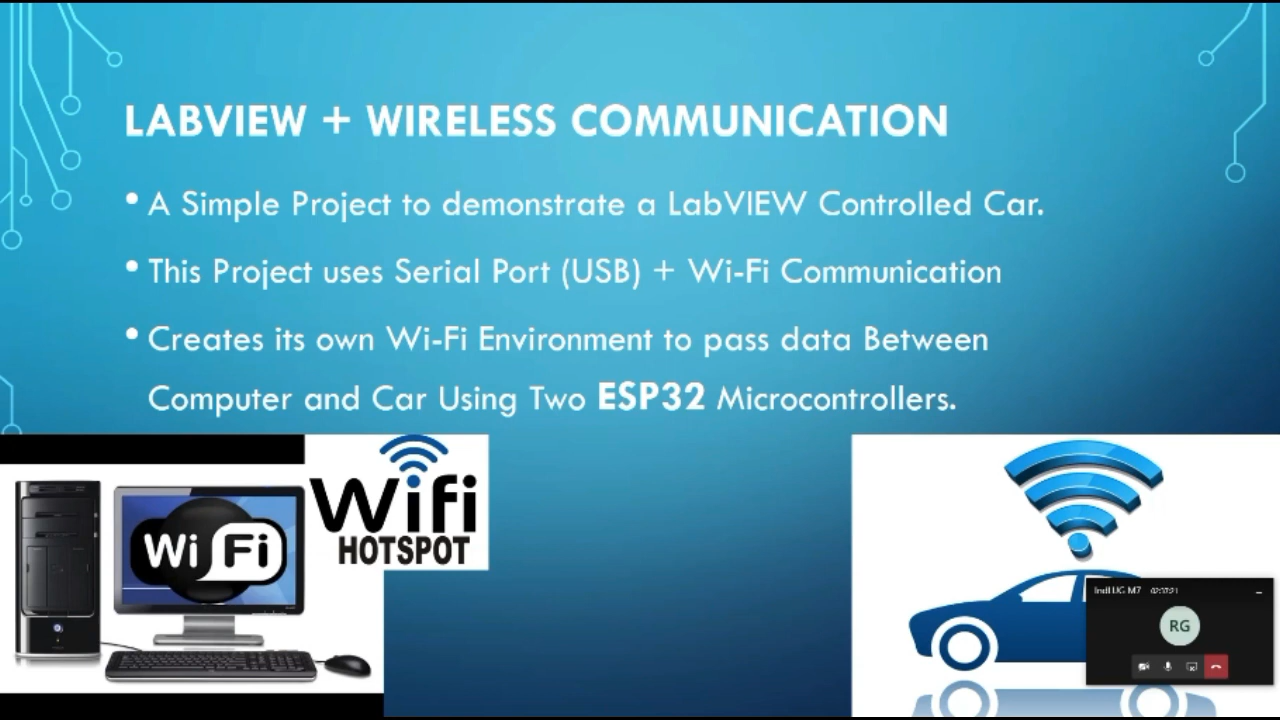 LABVIEW + WIRELESS COMMUNICATION
• A Simple Project to demonstrate a LabVIEW Controlled Car.
• This Project uses Serial Port (USB) + Wi-Fi Communication
• Creates its own Wi-Fi Environment to pass data Between
Computer and Car Using Two ESP32 Microcontrollers.
Wi Fi
Wifi
HOTSPOT
RG